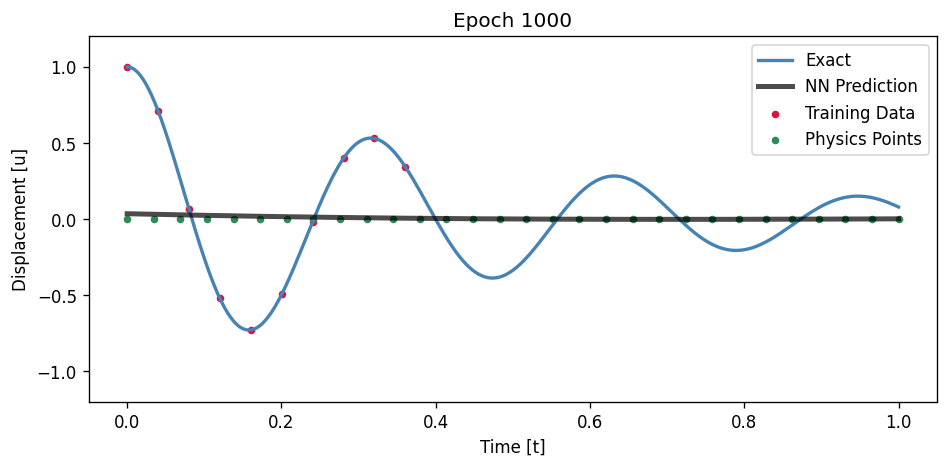 Epoch 1000
Exact
NN Prediction
Training Data
Physics Points
Displacement [u]
1.0
0.5
0.0
−0.5
−1.0
0.0 0.2 0.4 0.6 0.8 1.0
Time [t]